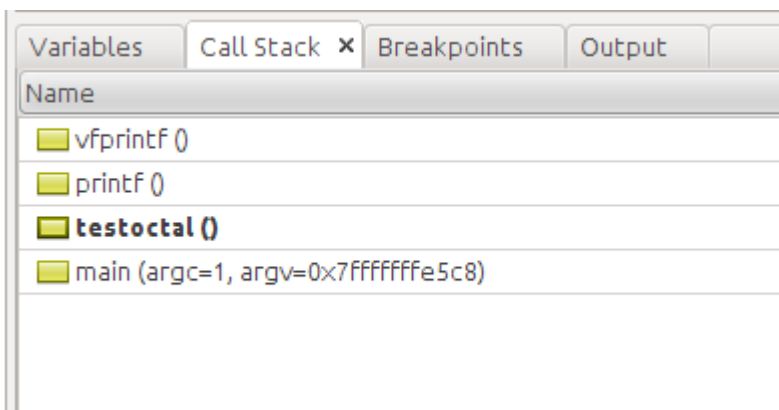 Variables Call Stack × Breakpoints Output
Name
vfprintf ()
printf ()
testoctal ()
main (argc=1, argv=0x7fffffffe5c8)